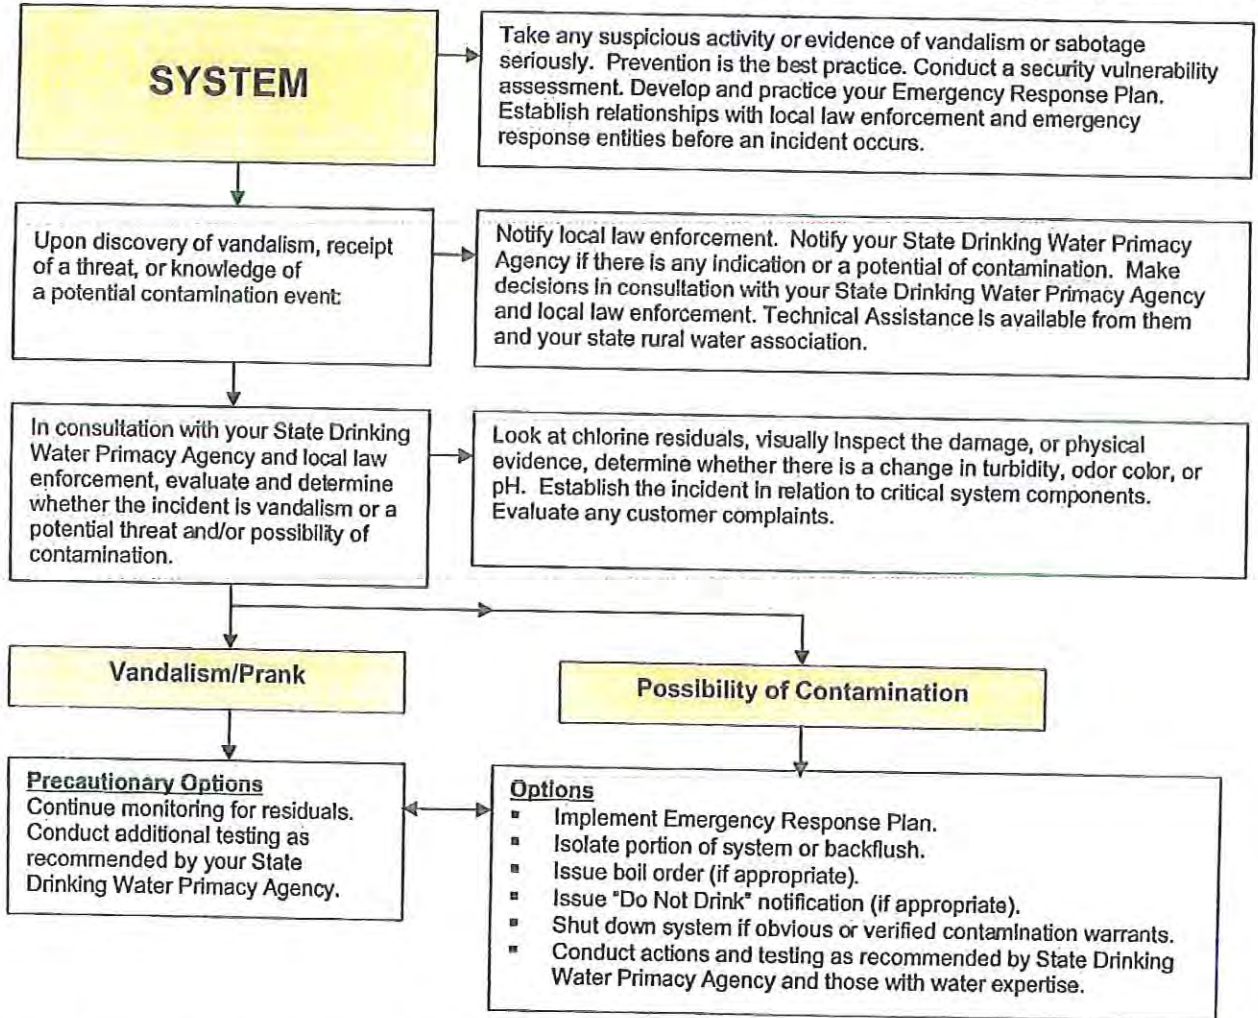 SYSTEM
Take any suspicious activity or evidence of vandalism or sabotage
seriously. Prevention is the best practice. Conduct a security vulnerability
assessment. Develop and practice your Emergency Response Plan.
Establish relationships with local law enforcement and emergency
response entities before an incident occurs.
Upon discovery of vandalism, receipt
of a threat, or knowledge of
a potential contamination event:
Notify local law enforcement. Notify your State Drinking Water Primacy
Agency if there is any indication or a potential of contamination. Make
decisions in consultation with your State Drinking Water Primacy Agency
and local law enforcement. Technical Assistance is available from them
and your state rural water association.
In consultation with your State Drinking
Water Primacy Agency and local law
enforcement, evaluate and determine
whether the incident is vandalism or a
potential threat and/or possibility of
contamination.
Look at chlorine residuals, visually inspect the damage, or physical
evidence, determine whether there is a change in turbidity, odor color, or
pH. Establish the incident in relation to critical system components.
Evaluate any customer complaints.
Vandalism/Prank
Possibility of Contamination
Precautionary Options
Continue monitoring for residuals.
Conduct additional testing as
recommended by your State
Drinking Water Primacy Agency.
Options
▪ Implement Emergency Response Plan.
▪ Isolate portion of system or backflush.
▪ Issue boil order (if appropriate).
▪ Issue "Do Not Drink" notification (if appropriate).
▪ Shut down system if obvious or verified contamination warrants.
▪ Conduct actions and testing as recommended by State Drinking
Water Primacy Agency and those with water expertise.